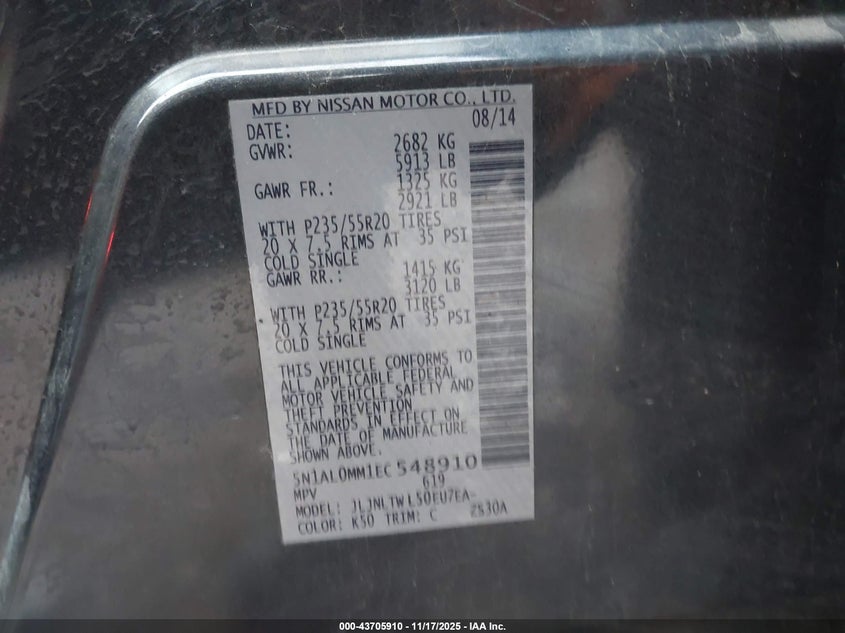 MFD BY NISSAN MOTOR CO., LTD.
DATE: 08/14
GVWR: 2682 KG
5913 LB
GAWR FR.: 1325 KG
2921 LB
WITH P235/55R20 TIRES
20 X 7.5 RIMS AT 35 PSI
COLD SINGLE
GAWR RR.: 1415 KG
3120 LB
WITH P235/55R20 TIRES
20 X 7.5 RIMS AT 35 PSI
COLD SINGLE
THIS VEHICLE CONFORMS TO
ALL APPLICABLE FEDERAL
MOTOR VEHICLE SAFETY AND
THEFT PREVENTION
STANDARDS IN EFFECT ON
THE DATE OF MANUFACTURE
SHOWN ABOVE.
5N1AL0MM1EC548910
619
MPV
MODEL: JLJNLTWL50EU7EA-
COLOR: K50 TRIM: C 2S30A
000-43705910 - 11/17/2025 - IAA Inc.